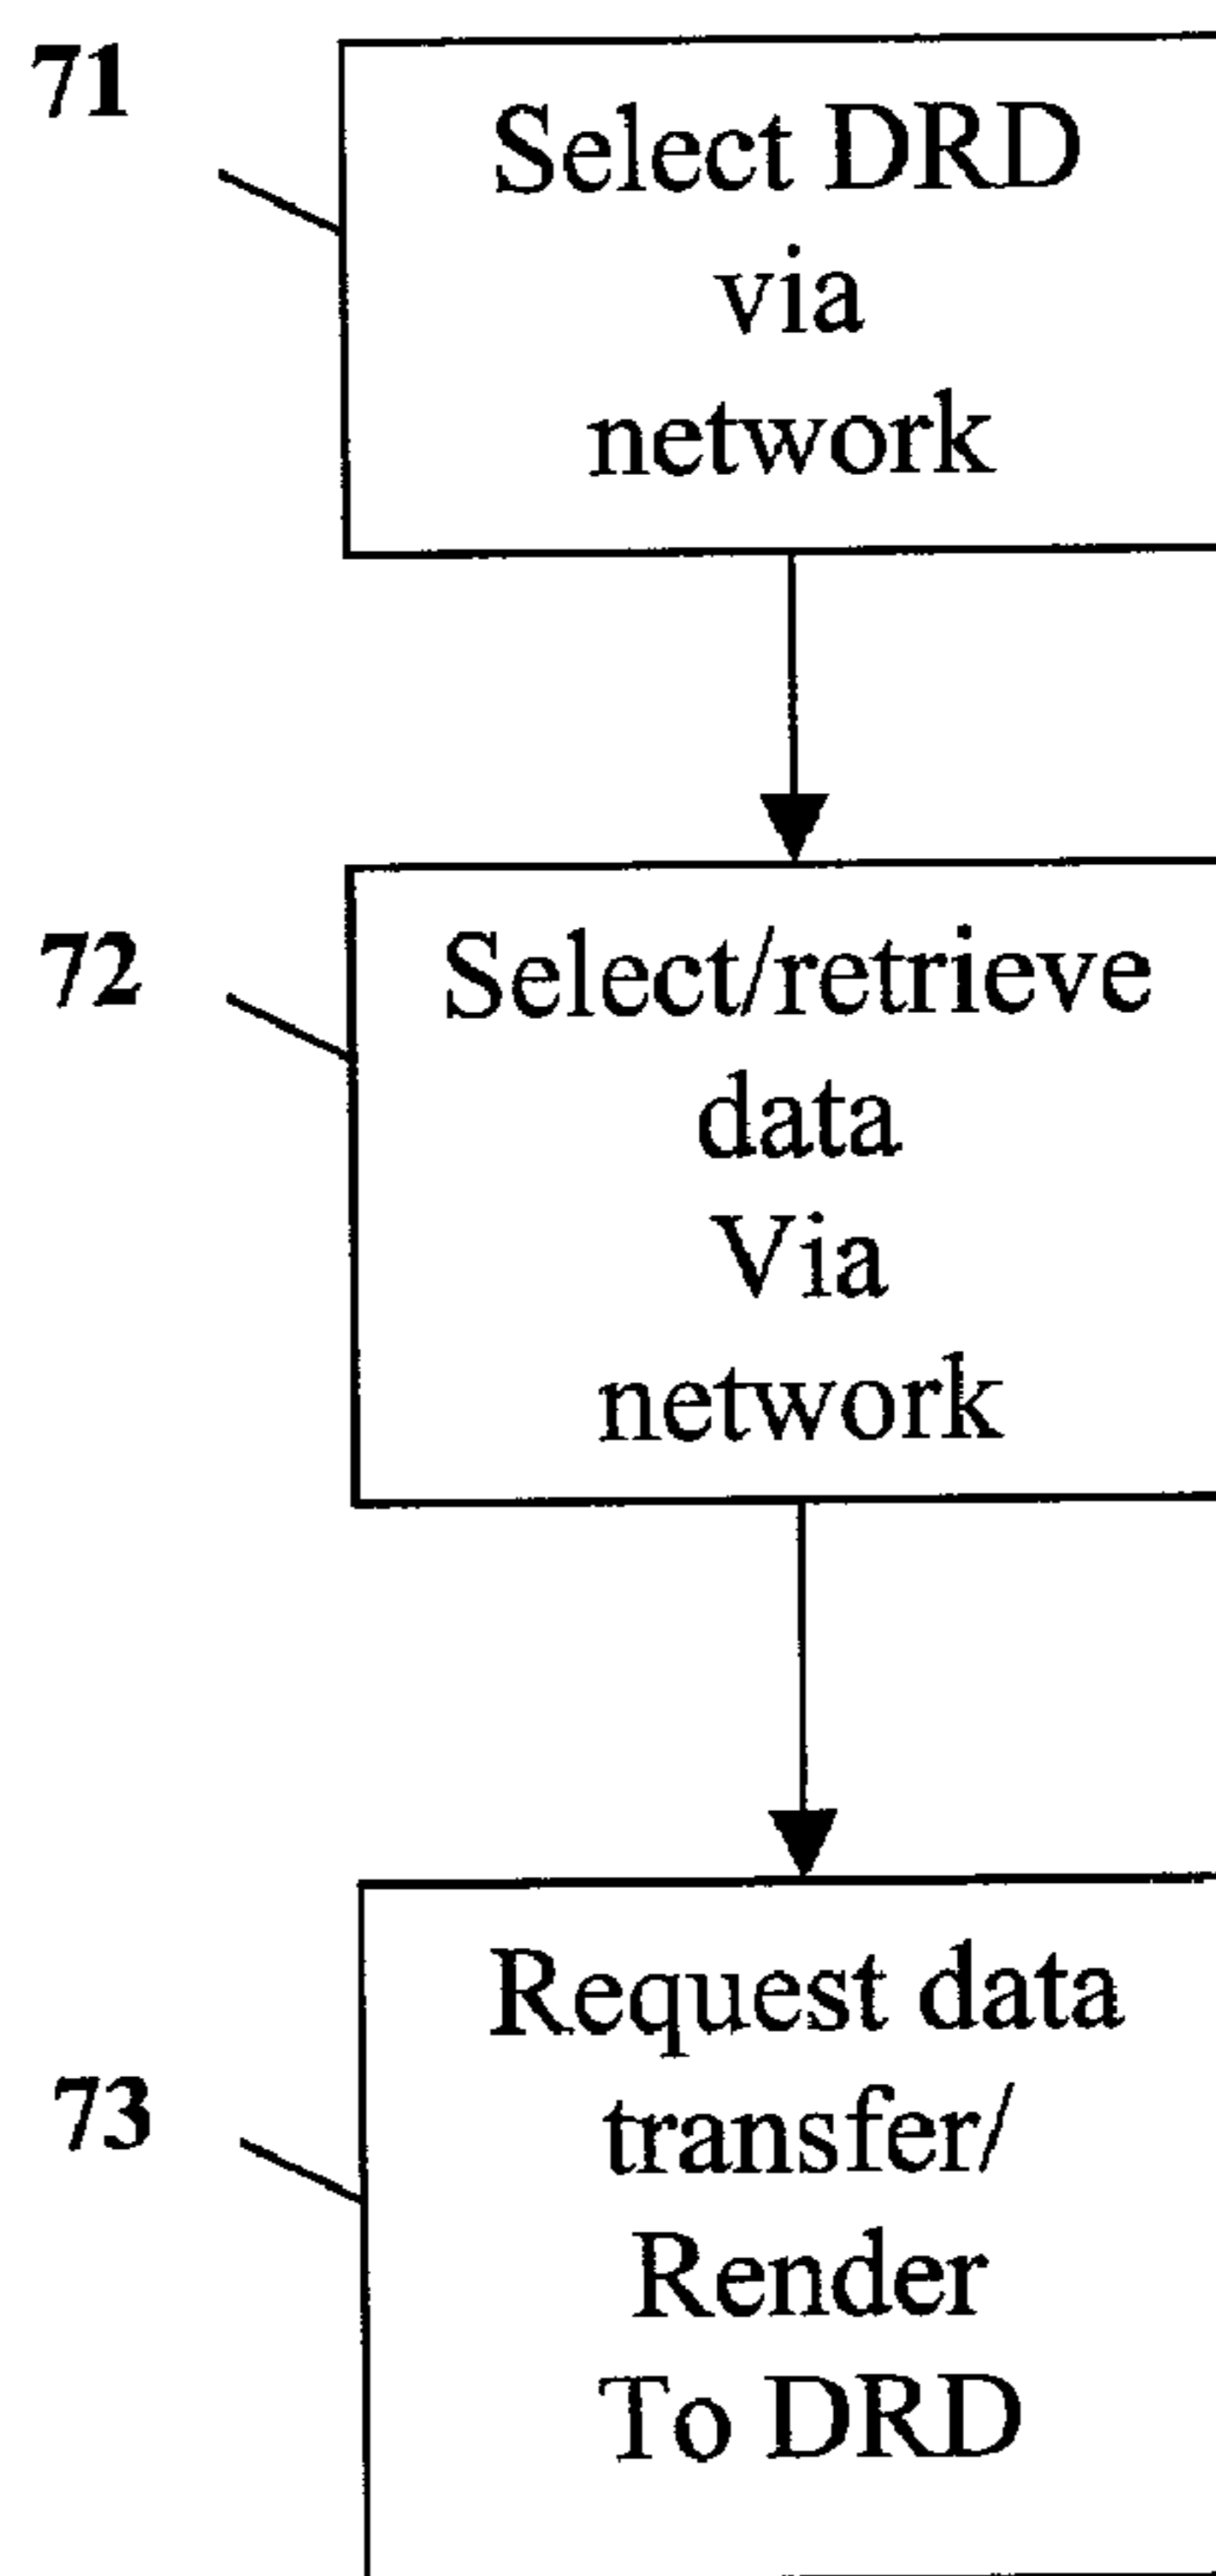 71
Select DRD
via
network
72
Select/retrieve
data
Via
network
73
Request data
transfer/
Render
To DRD